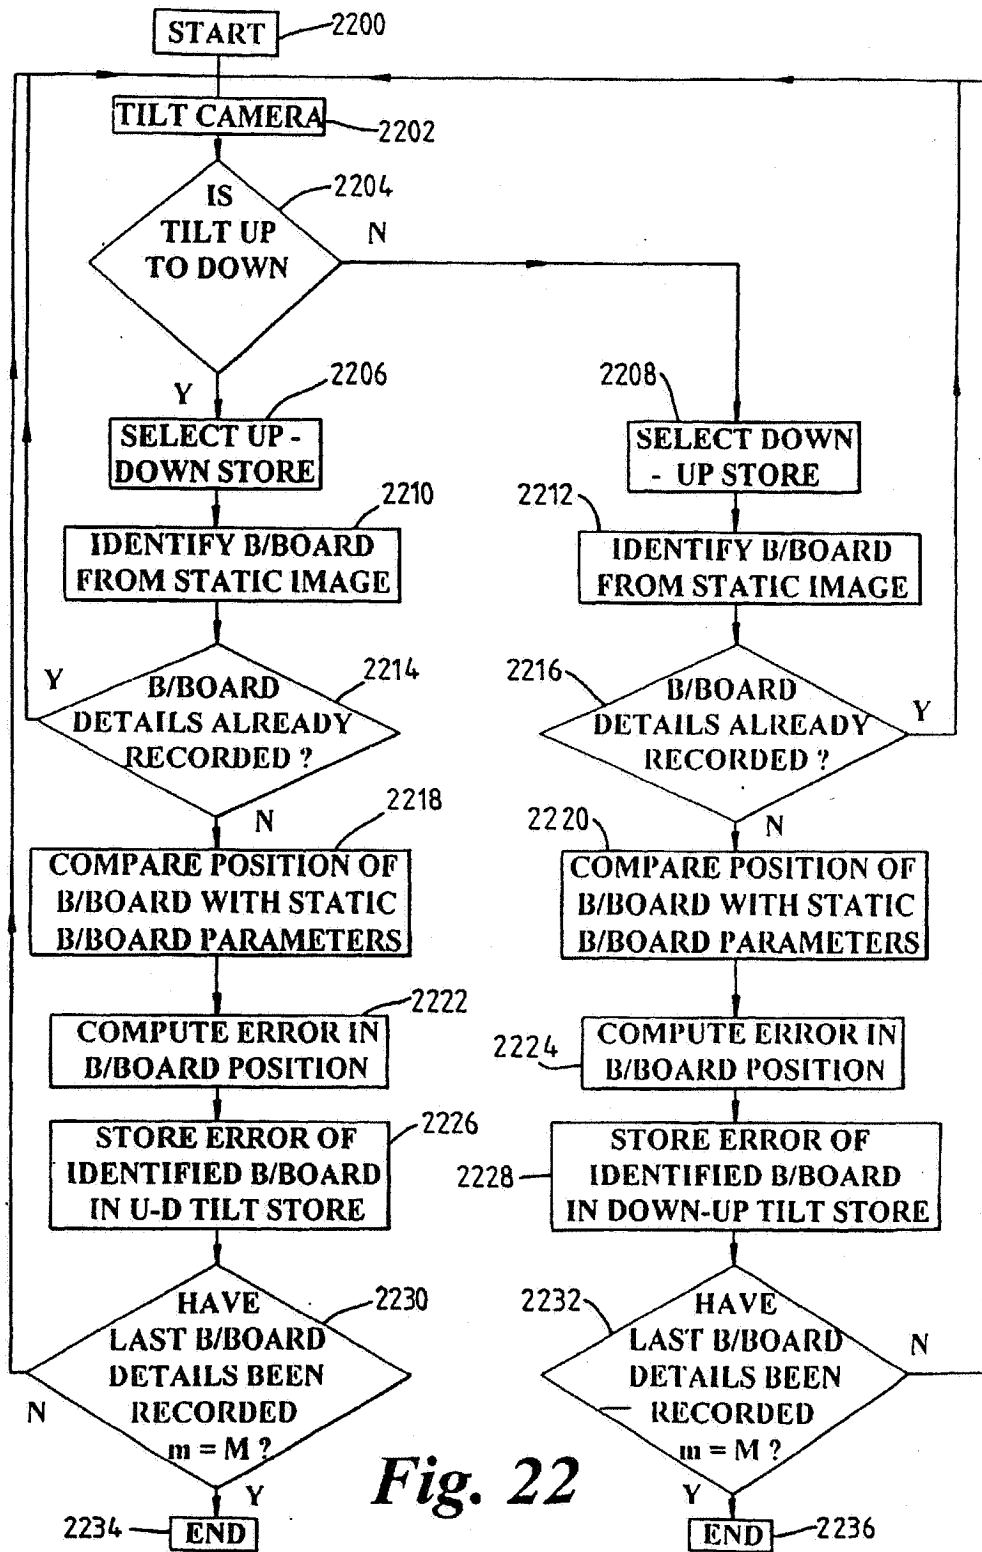 START
2200
TILT CAMERA
2202
IS
TILT UP
TO DOWN
2204
N
Y
2206
SELECT UP -
DOWN STORE
2208
SELECT DOWN
- UP STORE
2210
IDENTIFY B/BOARD
FROM STATIC IMAGE
2212
IDENTIFY B/BOARD
FROM STATIC IMAGE
Y
2214
B/BOARD
DETAILS ALREADY
RECORDED ?
N
2216
B/BOARD
DETAILS ALREADY
RECORDED ?
Y
N
2218
COMPARE POSITION OF
B/BOARD WITH STATIC
B/BOARD PARAMETERS
2220
COMPARE POSITION OF
B/BOARD WITH STATIC
B/BOARD PARAMETERS
2222
COMPUTE ERROR IN
B/BOARD POSITION
2224
COMPUTE ERROR IN
B/BOARD POSITION
2226
STORE ERROR OF
IDENTIFIED B/BOARD
IN U-D TILT STORE
2228
STORE ERROR OF
IDENTIFIED B/BOARD
IN DOWN-UP TILT STORE
2230
HAVE
LAST B/BOARD
DETAILS BEEN
RECORDED
m = M ?
N
Y
2232
HAVE
LAST B/BOARD
DETAILS BEEN
RECORDED
m = M ?
N
Y
2234
END
Fig. 22
END
2236